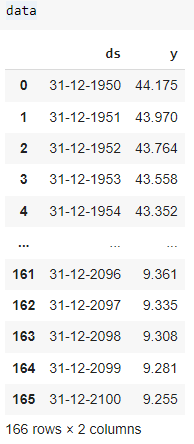 data
ds y
0 31-12-1950 44.175
1 31-12-1951 43.970
2 31-12-1952 43.764
3 31-12-1953 43.558
4 31-12-1954 43.352
... ... ...
161 31-12-2096 9.361
162 31-12-2097 9.335
163 31-12-2098 9.308
164 31-12-2099 9.281
165 31-12-2100 9.255
166 rows × 2 columns